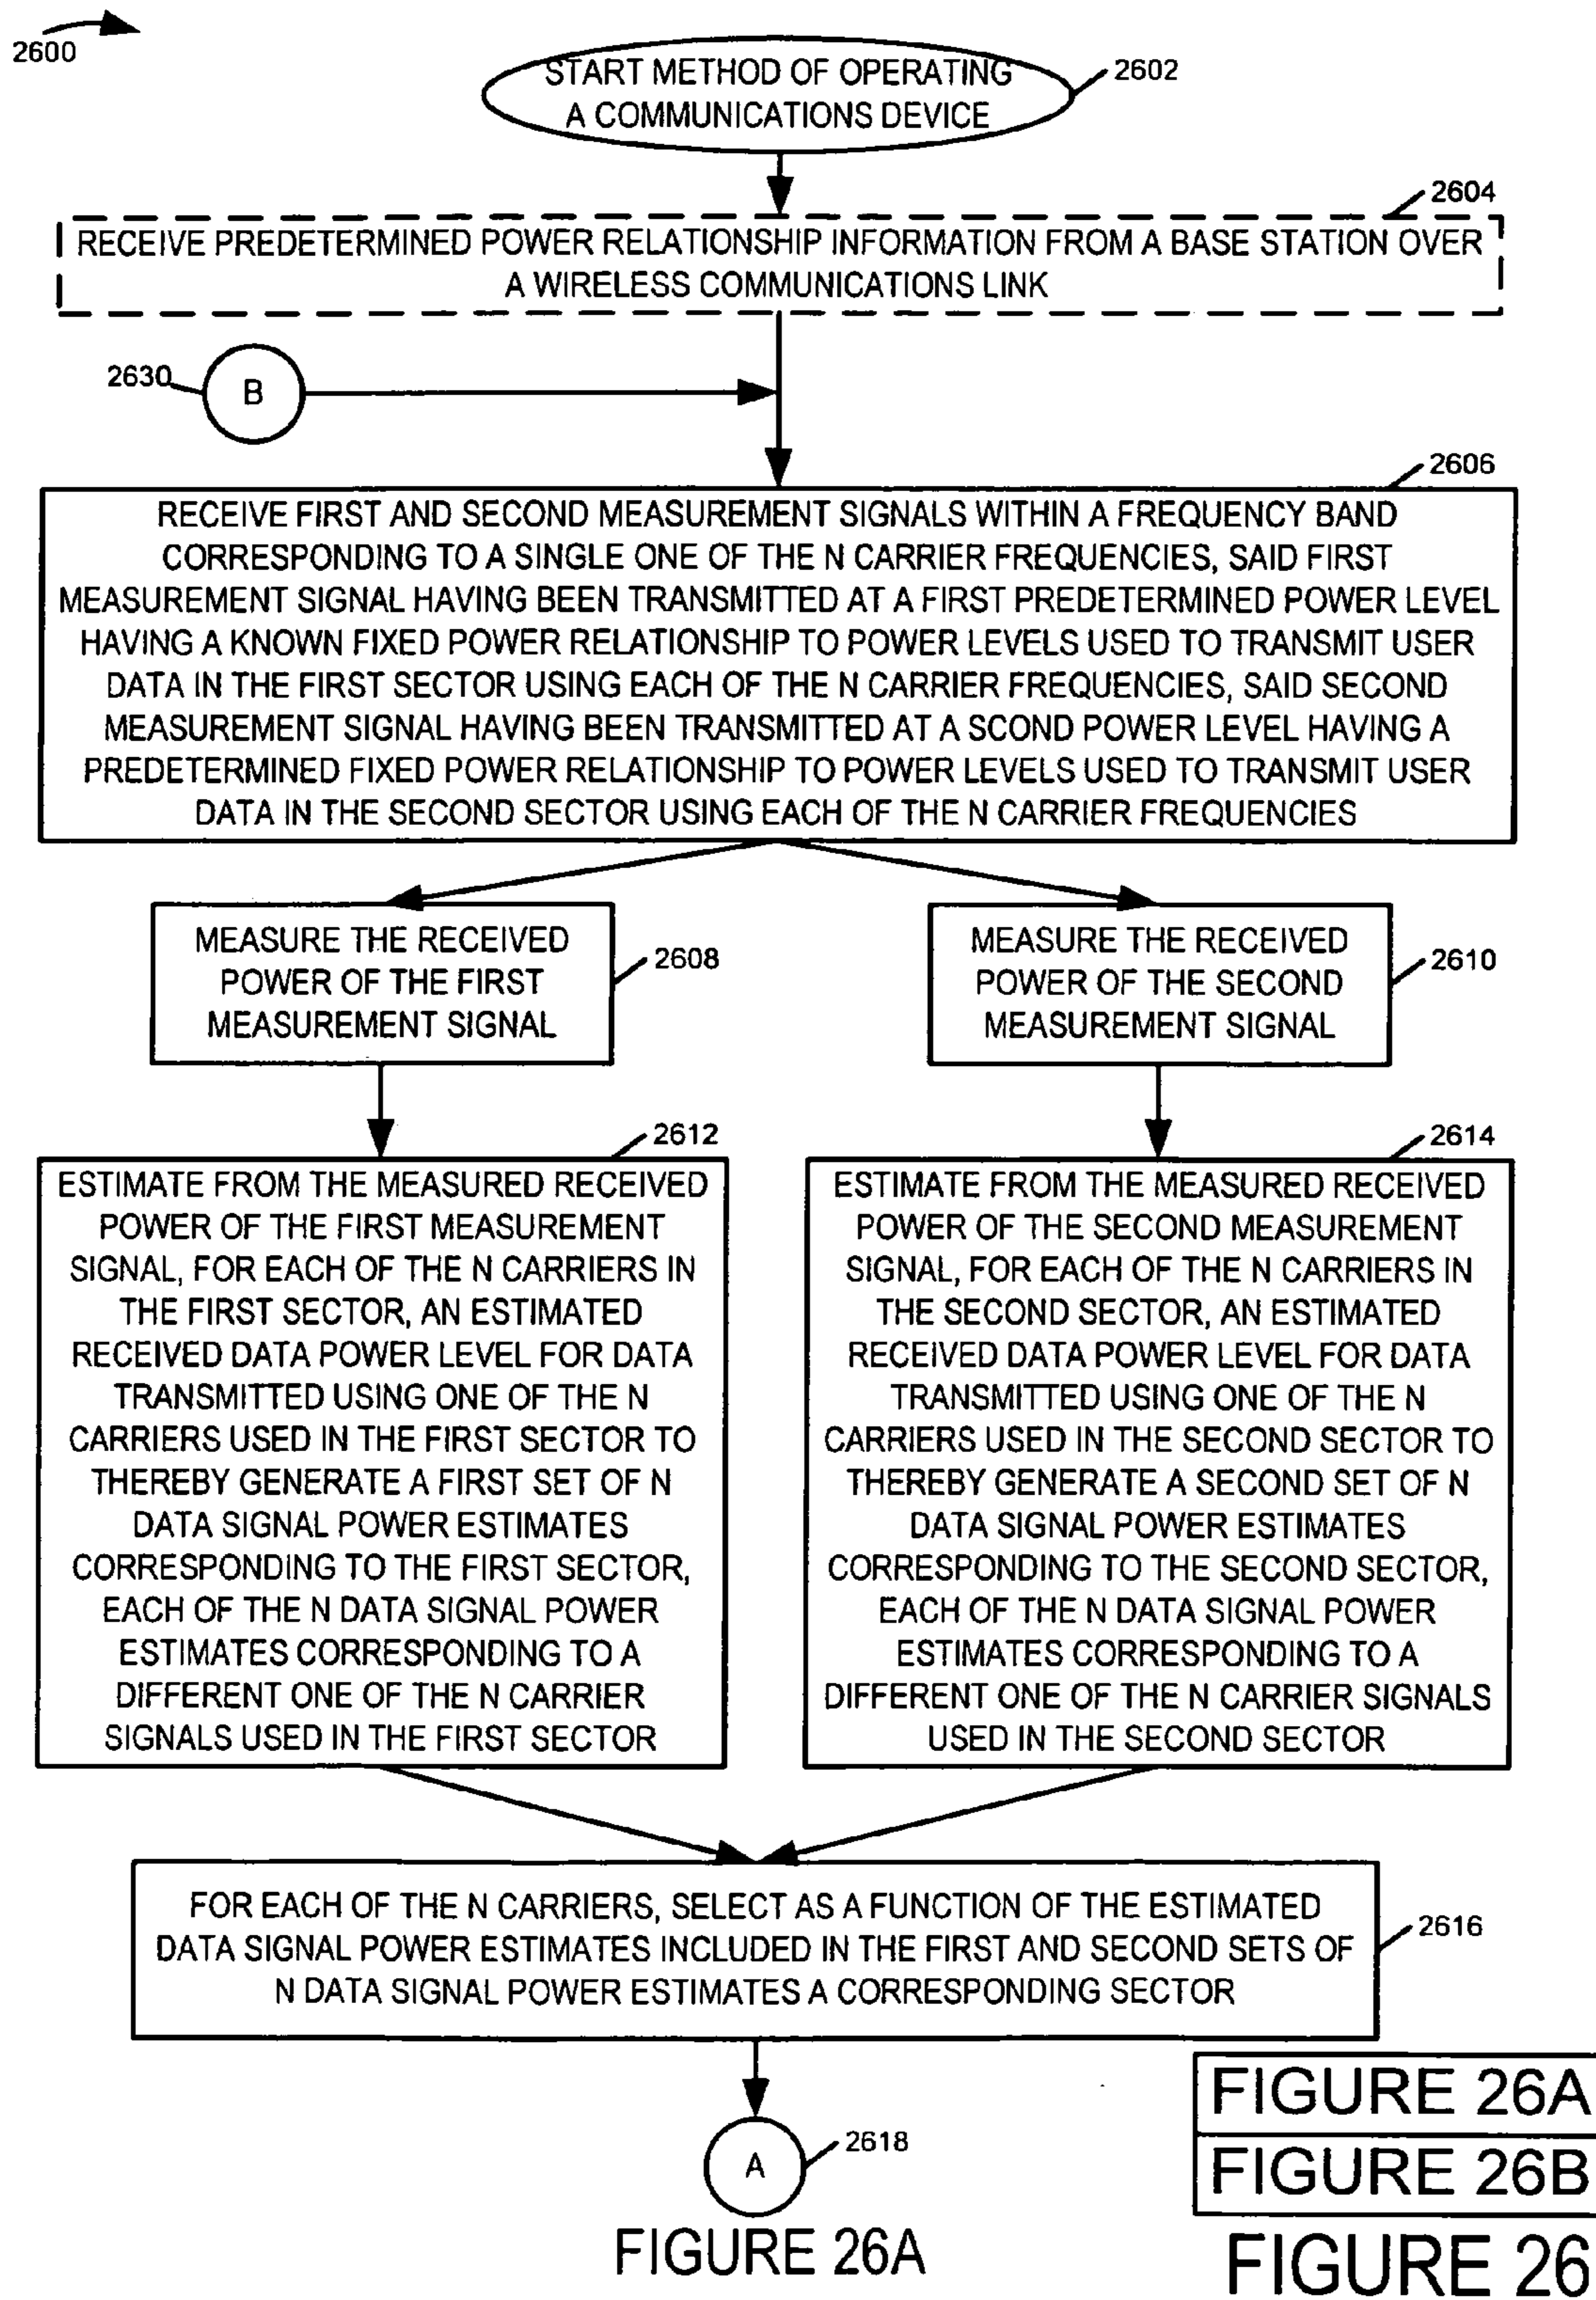 2600
START METHOD OF OPERATING
A COMMUNICATIONS DEVICE
2602
2604
RECEIVE PREDETERMINED POWER RELATIONSHIP INFORMATION FROM A BASE STATION OVER
A WIRELESS COMMUNICATIONS LINK
2630
B
2606
RECEIVE FIRST AND SECOND MEASUREMENT SIGNALS WITHIN A FREQUENCY BAND
CORRESPONDING TO A SINGLE ONE OF THE N CARRIER FREQUENCIES, SAID FIRST
MEASUREMENT SIGNAL HAVING BEEN TRANSMITTED AT A FIRST PREDETERMINED POWER LEVEL
HAVING A KNOWN FIXED POWER RELATIONSHIP TO POWER LEVELS USED TO TRANSMIT USER
DATA IN THE FIRST SECTOR USING EACH OF THE N CARRIER FREQUENCIES, SAID SECOND
MEASUREMENT SIGNAL HAVING BEEN TRANSMITTED AT A SCOND POWER LEVEL HAVING A
PREDETERMINED FIXED POWER RELATIONSHIP TO POWER LEVELS USED TO TRANSMIT USER
DATA IN THE SECOND SECTOR USING EACH OF THE N CARRIER FREQUENCIES
MEASURE THE RECEIVED
POWER OF THE FIRST
MEASUREMENT SIGNAL
2608
MEASURE THE RECEIVED
POWER OF THE SECOND
MEASUREMENT SIGNAL
2610
2612
ESTIMATE FROM THE MEASURED RECEIVED
POWER OF THE FIRST MEASUREMENT
SIGNAL, FOR EACH OF THE N CARRIERS IN
THE FIRST SECTOR, AN ESTIMATED
RECEIVED DATA POWER LEVEL FOR DATA
TRANSMITTED USING ONE OF THE N
CARRIERS USED IN THE FIRST SECTOR TO
THEREBY GENERATE A FIRST SET OF N
DATA SIGNAL POWER ESTIMATES
CORRESPONDING TO THE FIRST SECTOR,
EACH OF THE N DATA SIGNAL POWER
ESTIMATES CORRESPONDING TO A
DIFFERENT ONE OF THE N CARRIER
SIGNALS USED IN THE FIRST SECTOR
2614
ESTIMATE FROM THE MEASURED RECEIVED
POWER OF THE SECOND MEASUREMENT
SIGNAL, FOR EACH OF THE N CARRIERS IN
THE SECOND SECTOR, AN ESTIMATED
RECEIVED DATA POWER LEVEL FOR DATA
TRANSMITTED USING ONE OF THE N
CARRIERS USED IN THE SECOND SECTOR TO
THEREBY GENERATE A SECOND SET OF N
DATA SIGNAL POWER ESTIMATES
CORRESPONDING TO THE SECOND SECTOR,
EACH OF THE N DATA SIGNAL POWER
ESTIMATES CORRESPONDING TO A
DIFFERENT ONE OF THE N CARRIER SIGNALS
USED IN THE SECOND SECTOR
FOR EACH OF THE N CARRIERS, SELECT AS A FUNCTION OF THE ESTIMATED
DATA SIGNAL POWER ESTIMATES INCLUDED IN THE FIRST AND SECOND SETS OF
N DATA SIGNAL POWER ESTIMATES A CORRESPONDING SECTOR
2616
A
2618
FIGURE 26A
FIGURE 26A
FIGURE 26B
FIGURE 26